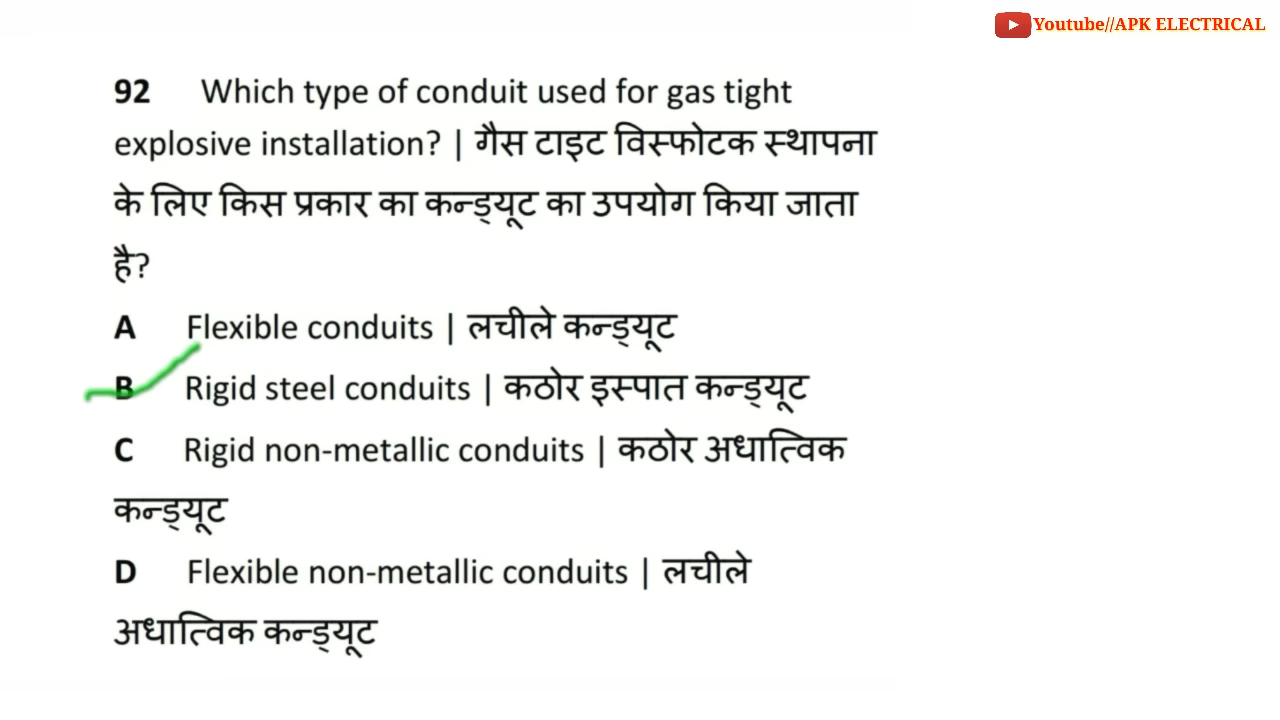 Youtube//APK ELECTRICAL
92 Which type of conduit used for gas tight
explosive installation? | गैस टाइट विस्फोटक स्थापना
के लिए किस प्रकार का कन्ड्यूट का उपयोग किया जाता
है?
A Flexible conduits | लचीले कन्ड्यूट
B Rigid steel conduits | कठोर इस्पात कन्ड्यूट
C Rigid non-metallic conduits | कठोर अधात्विक
कन्ड्यूट
D Flexible non-metallic conduits | लचीले
अधात्विक कन्ड्यूट